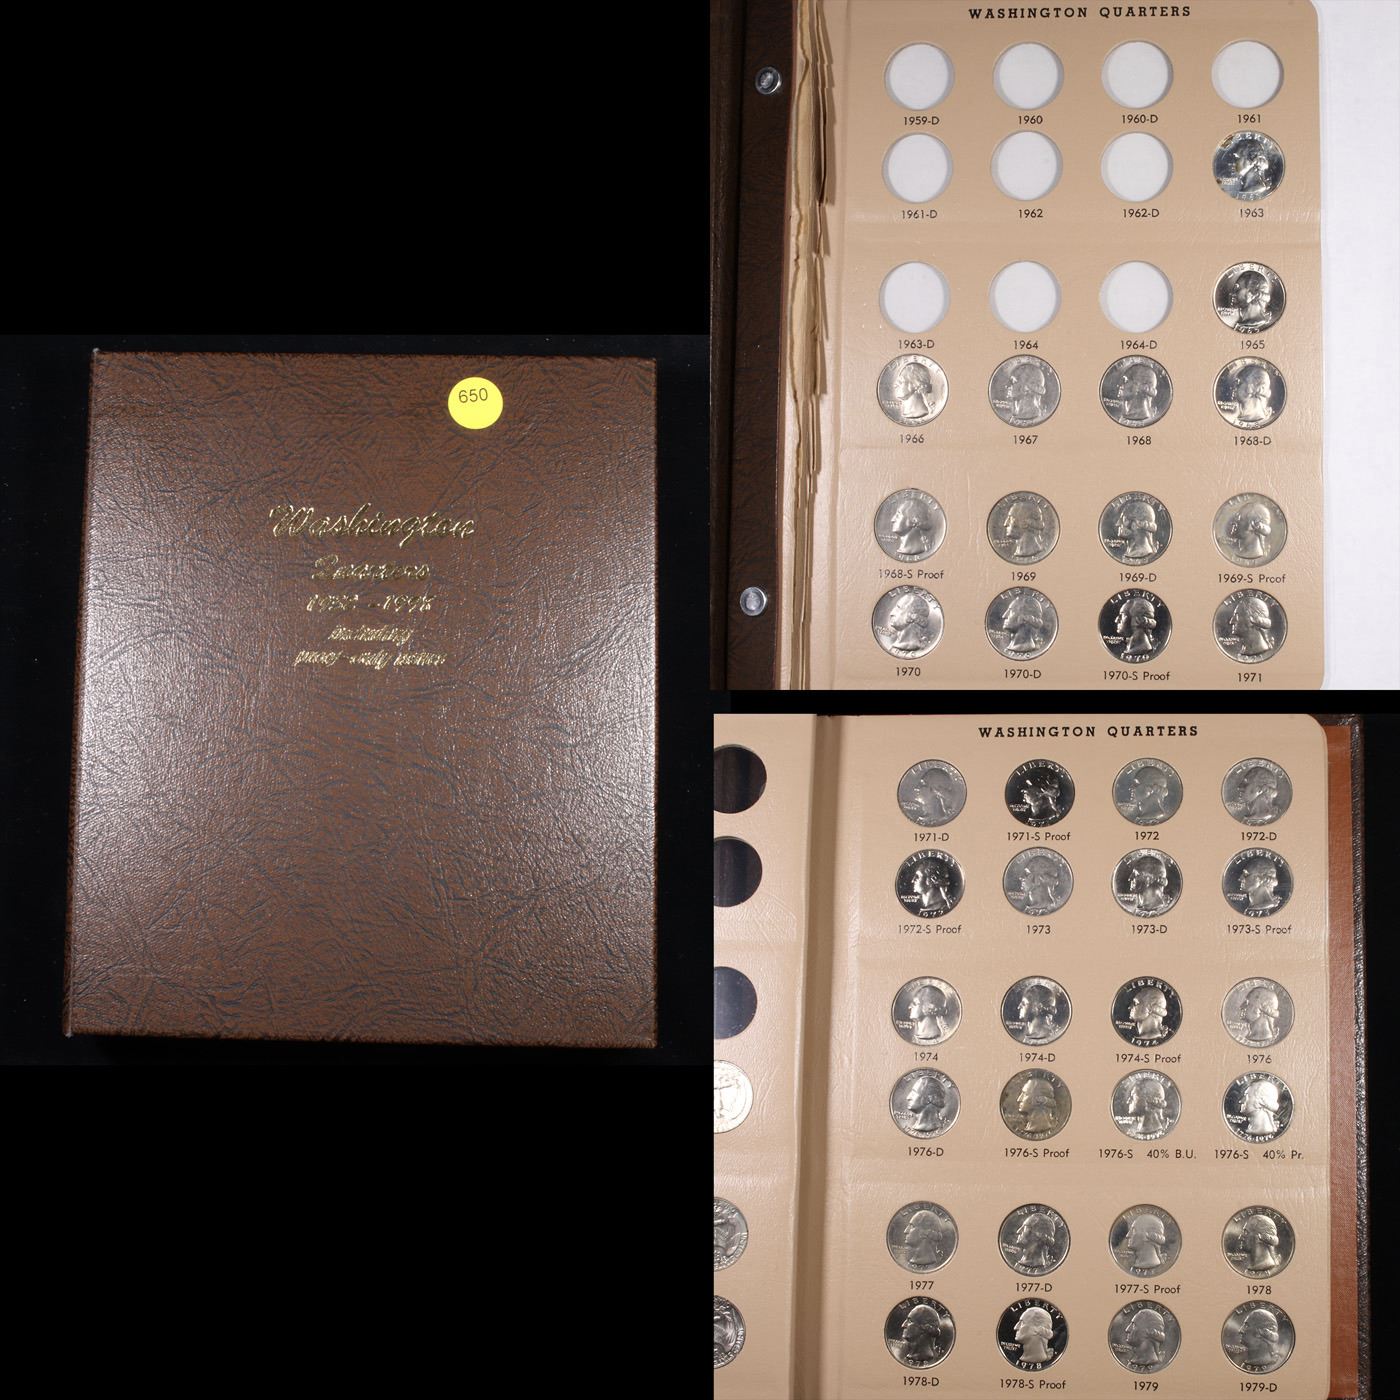 650
Washington
Quarters
including
proof-only issues
WASHINGTON QUARTERS
1959-D 1960 1960-D 1961
1961-D 1962 1962-D 1963
1963-D 1964 1964-D 1965
1966 1967 1968 1968-D
1968-S Proof 1969 1969-D 1969-S Proof
1970 1970-D 1970-S Proof 1971
WASHINGTON QUARTERS
1971-D 1971-S Proof 1972 1972-D
1972-S Proof 1973 1973-D 1973-S Proof
1974 1974-D 1974-S Proof 1976
1976-D 1976-S Proof 1976-S 40% B.U. 1976-S 40% Pr.
1977 1977-D 1977-S Proof 1978
1978-D 1978-S Proof 1979 1979-D